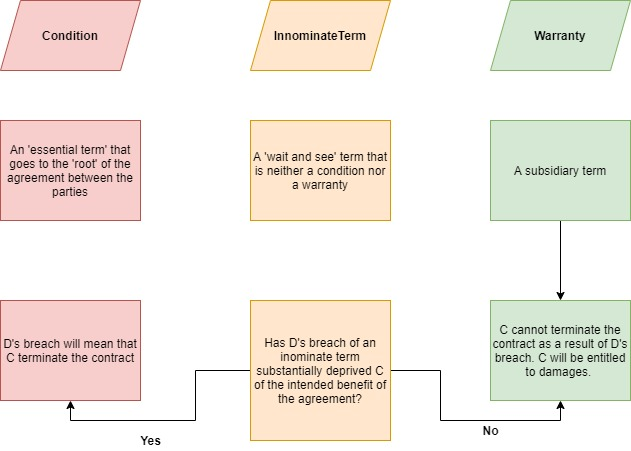 Condition
InnominateTerm
Warranty
An 'essential term' that
goes to the 'root' of the
agreement between the
parties
A 'wait and see' term that
is neither a condition nor
a warranty
A subsidiary term
D's breach will mean that
C terminate the contract
Has D's breach of an
inominate term
substantially deprived C
of the intended benefit of
the agreement?
C cannot terminate the
contract as a result of D's
breach. C will be entitled
to damages.
Yes
No